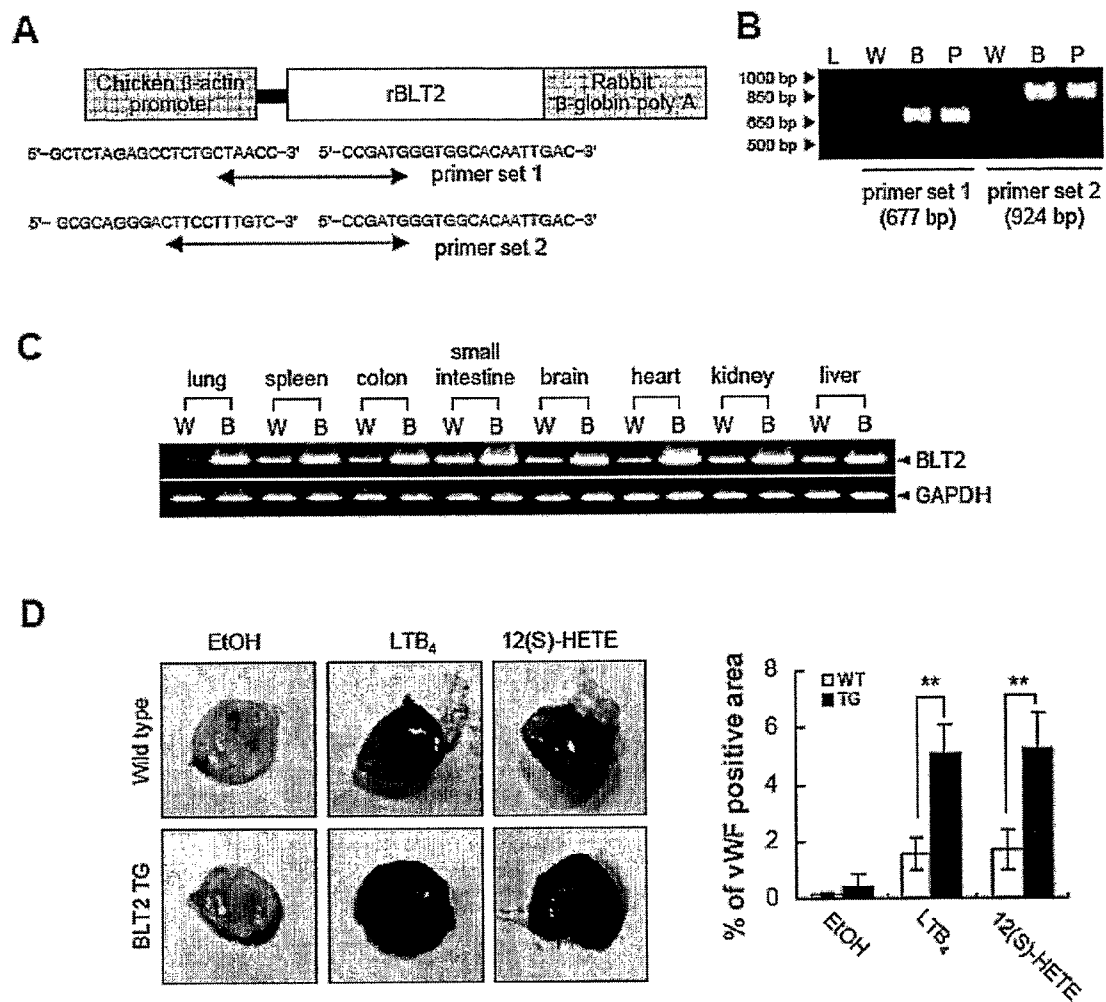 A
Chicken β-actin
promoter
rBLT2
Rabbit
β-globin poly A
5'-GCTCTAGAGCCTCTGCTAACC-3' 5'-CCGATGGGTGGCACAATTGAC-3'
primer set 1
5'- GCGCAGGGACTTCCTTTGTC-3' 5'-CCGATGGGTGGCACAATTGAC-3'
primer set 2
B
L W B P W B P
1000 bp
850 bp
650 bp
500 bp
primer set 1 primer set 2
(677 bp) (924 bp)
C
lung spleen colon small intestine brain heart kidney liver
W B W B W B W B W B W B W B W B
BLT2
GAPDH
D
EtOH LTB4 12(S)-HETE
Wild type
BLT2 TG
% of vWF positive area
8
6
4
2
0
WT
TG
** **
EtOH LTB4 12(S)-HETE